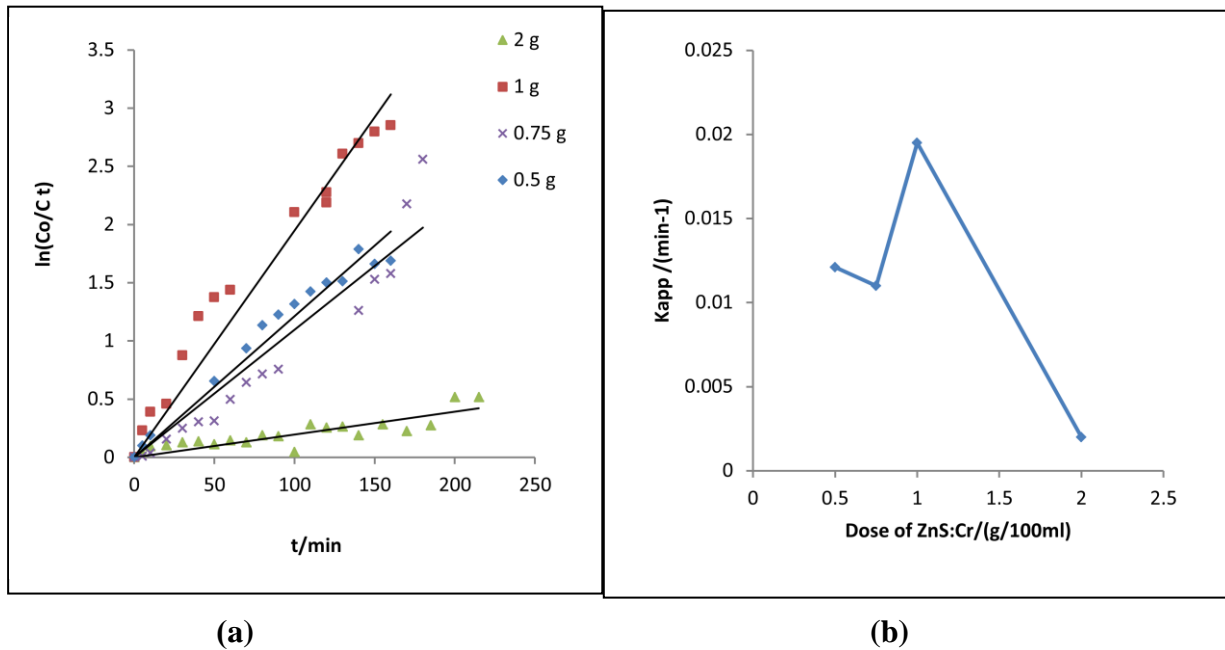 3.5
3
2.5
2
1.5
1
0.5
0
0
50
100
150
200
250
ln(Co/C t)
t/min
2 g
1 g
0.75 g
0.5 g
0.025
0.02
0.015
0.01
0.005
0
0
0.5
1
1.5
2
2.5
Kapp /(min-1)
Dose of ZnS:Cr/(g/100ml)
(a)
(b)